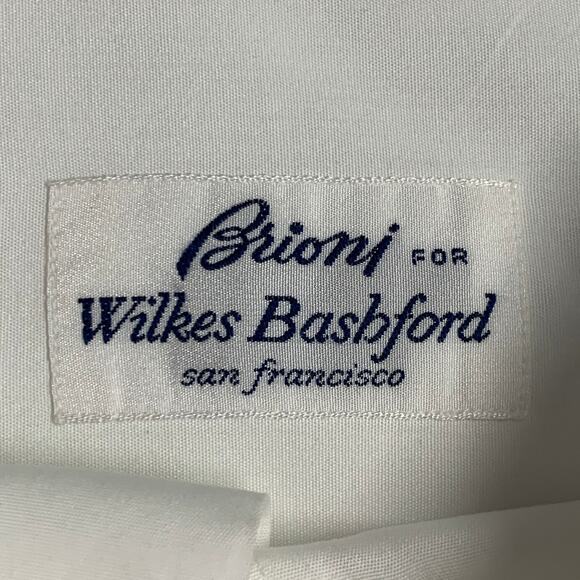 Brioni FOR
Wilkes Bashford
san francisco